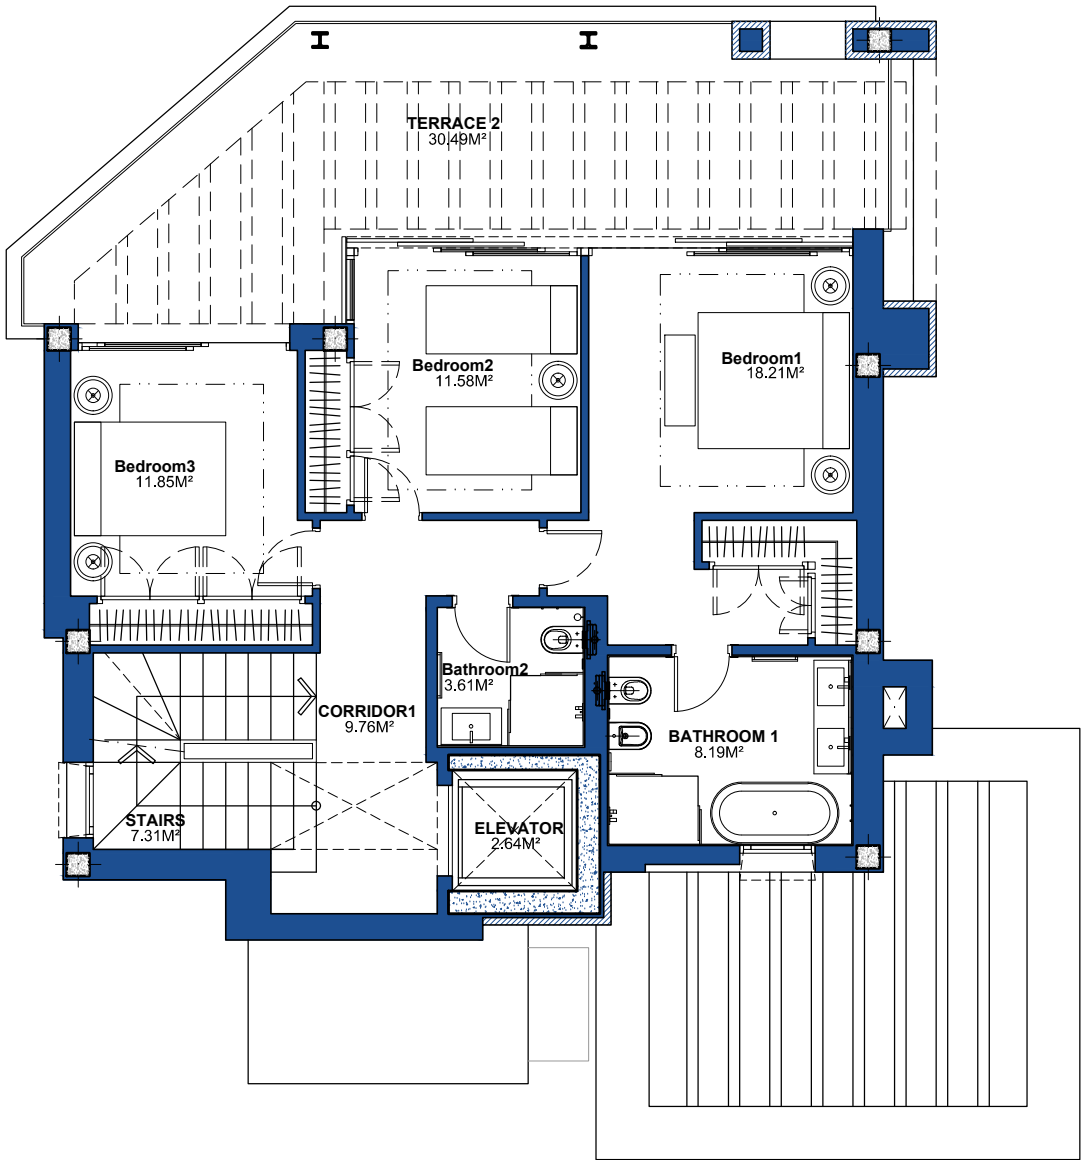 TERRACE 2
30.49M²
Bedroom2
11.58M²
Bedroom1
18.21M²
Bedroom3
11.85M²
Bathroom2
3.61M²
CORRIDOR1
9.76M²
BATHROOM 1
8.19M²
STAIRS
7.31M²
ELEVATOR
2.64M²